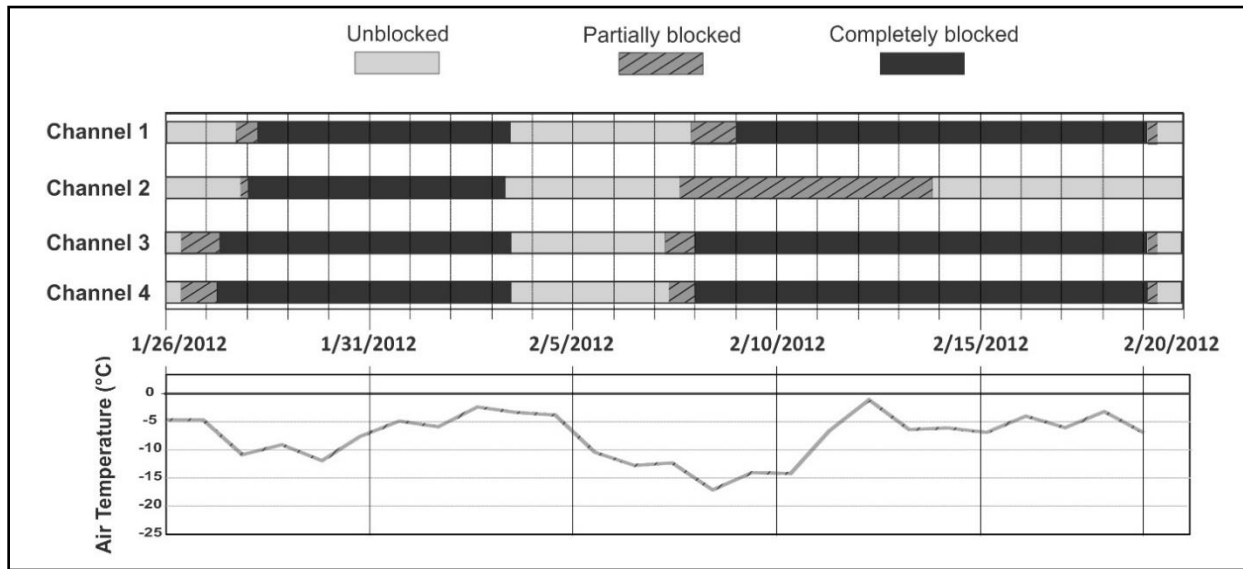 Unblocked Partially blocked Completely blocked
Channel 1
Channel 2
Channel 3
Channel 4
1/26/2012 1/31/2012 2/5/2012 2/10/2012 2/15/2012 2/20/2012
Air Temperature (°C)
0
-5
-10
-15
-20
-25